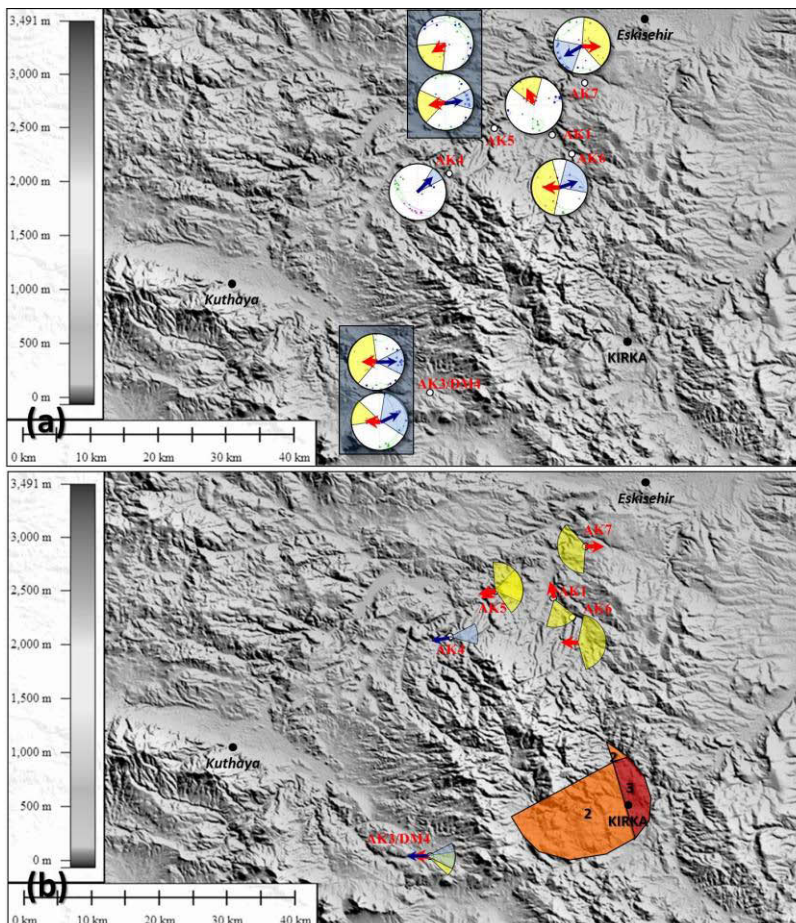 3,491 m
3,000 m
2,500 m
2,000 m
1,500 m
1,000 m
500 m
0 m
Eskisehir
AK7
AK5
AK1
AK6
AK4
Kuthaya
KIRKA
AK3/DM4
(a)
0 km 10 km 20 km 30 km 40 km
3,491 m
3,000 m
2,500 m
2,000 m
1,500 m
1,000 m
500 m
0 m
Eskisehir
AK7
AK5
AK1
AK6
AK4
Kuthaya
2
3
2
KIRKA
AK3/DM4
(b)
0 km 10 km 20 km 30 km 40 km